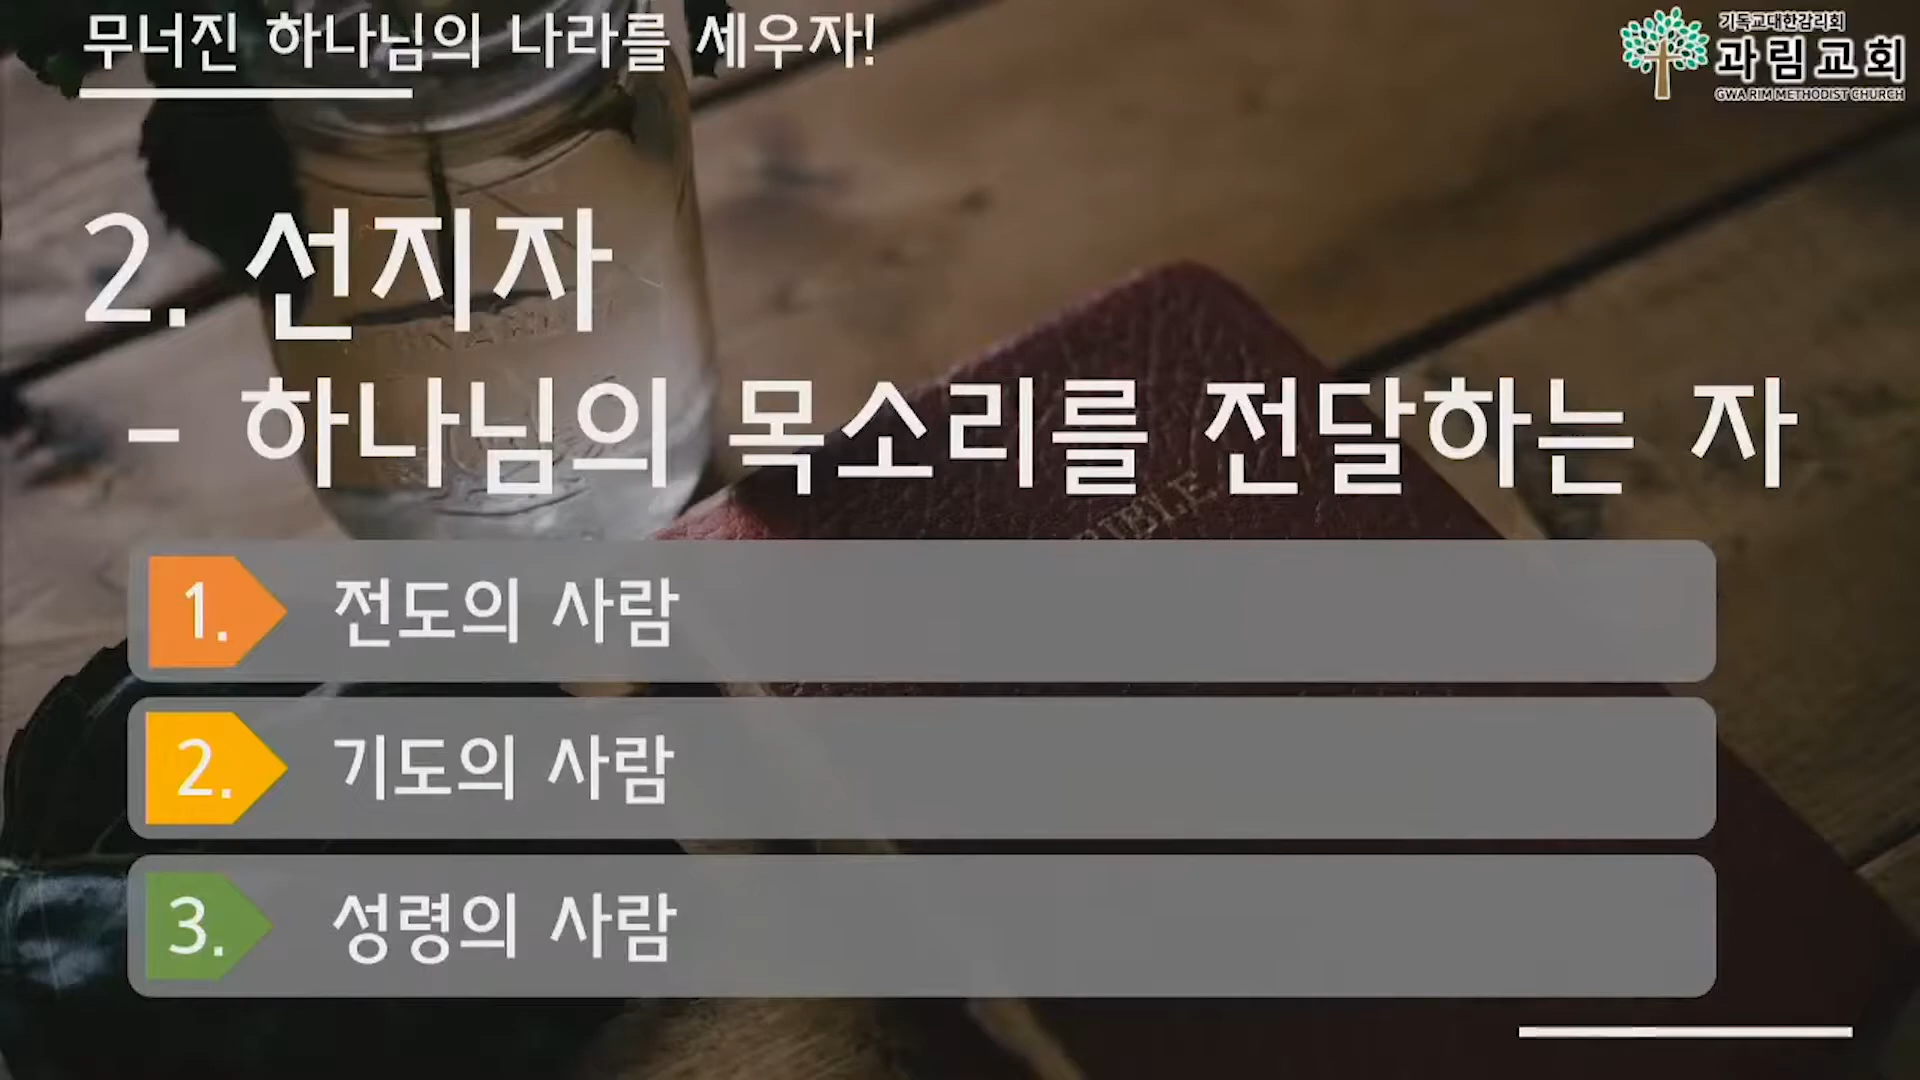 무너진 하나님의 나라를 세우자!
기독교대한감리회
과림교회
GWA RIM METHODIST CHURCH
2. 선지자
- 하나님의 목소리를 전달하는 자
BIBLE
1. 전도의 사람
2. 기도의 사람
3. 성령의 사람